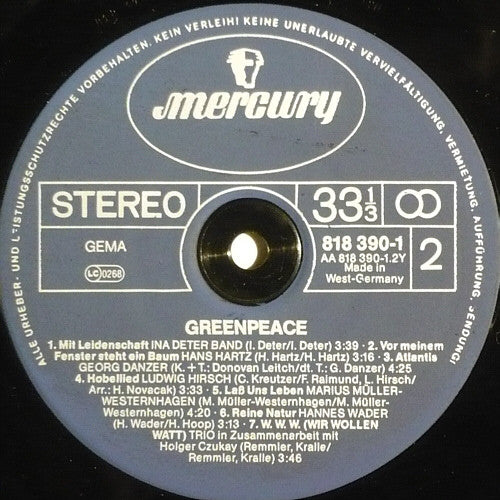 ALLE URHEBER- UND LEISTUNGSSCHUTZRECHTE VORBEHALTEN. KEIN VERLEIH! KEINE UNERLAUBTE VERVIELFÄLTIGUNG, VERMIETUNG, AUFFÜHRUNG, SENDUNG!
mercury
STEREO
33 1/3
GEMA
LC 0268
818 390-1
AA 818 390-1.2Y
Made in
West-Germany
2
GREENPEACE
1. Mit Leidenschaft INA DETER BAND (I. Deter/I. Deter) 3:39 · 2. Vor meinem
Fenster steht ein Baum HANS HARTZ (H. Hartz/H. Hartz) 3:16 · 3. Atlantis
GEORG DANZER (K. + T.: Donovan Leitch/dt. T.: G. Danzer) 4:25
4. Hobellied LUDWIG HIRSCH (C. Kreutzer/F. Raimund, L. Hirsch/
Arr.: H. Novacak) 3:33 · 5. Laß Uns Leben MARIUS MÜLLER-
WESTERNHAGEN (M. Müller-Westernhagen/M. Müller-
Westernhagen) 4:20 · 6. Reine Natur HANNES WADER
(H. Wader/H. Hoop) 3:13 · 7. W. W. W. (WIR WOLLEN
WATT) TRIO in Zusammenarbeit mit
Holger Czukay (Remmler, Kralle/
Remmler, Kralle) 3:46